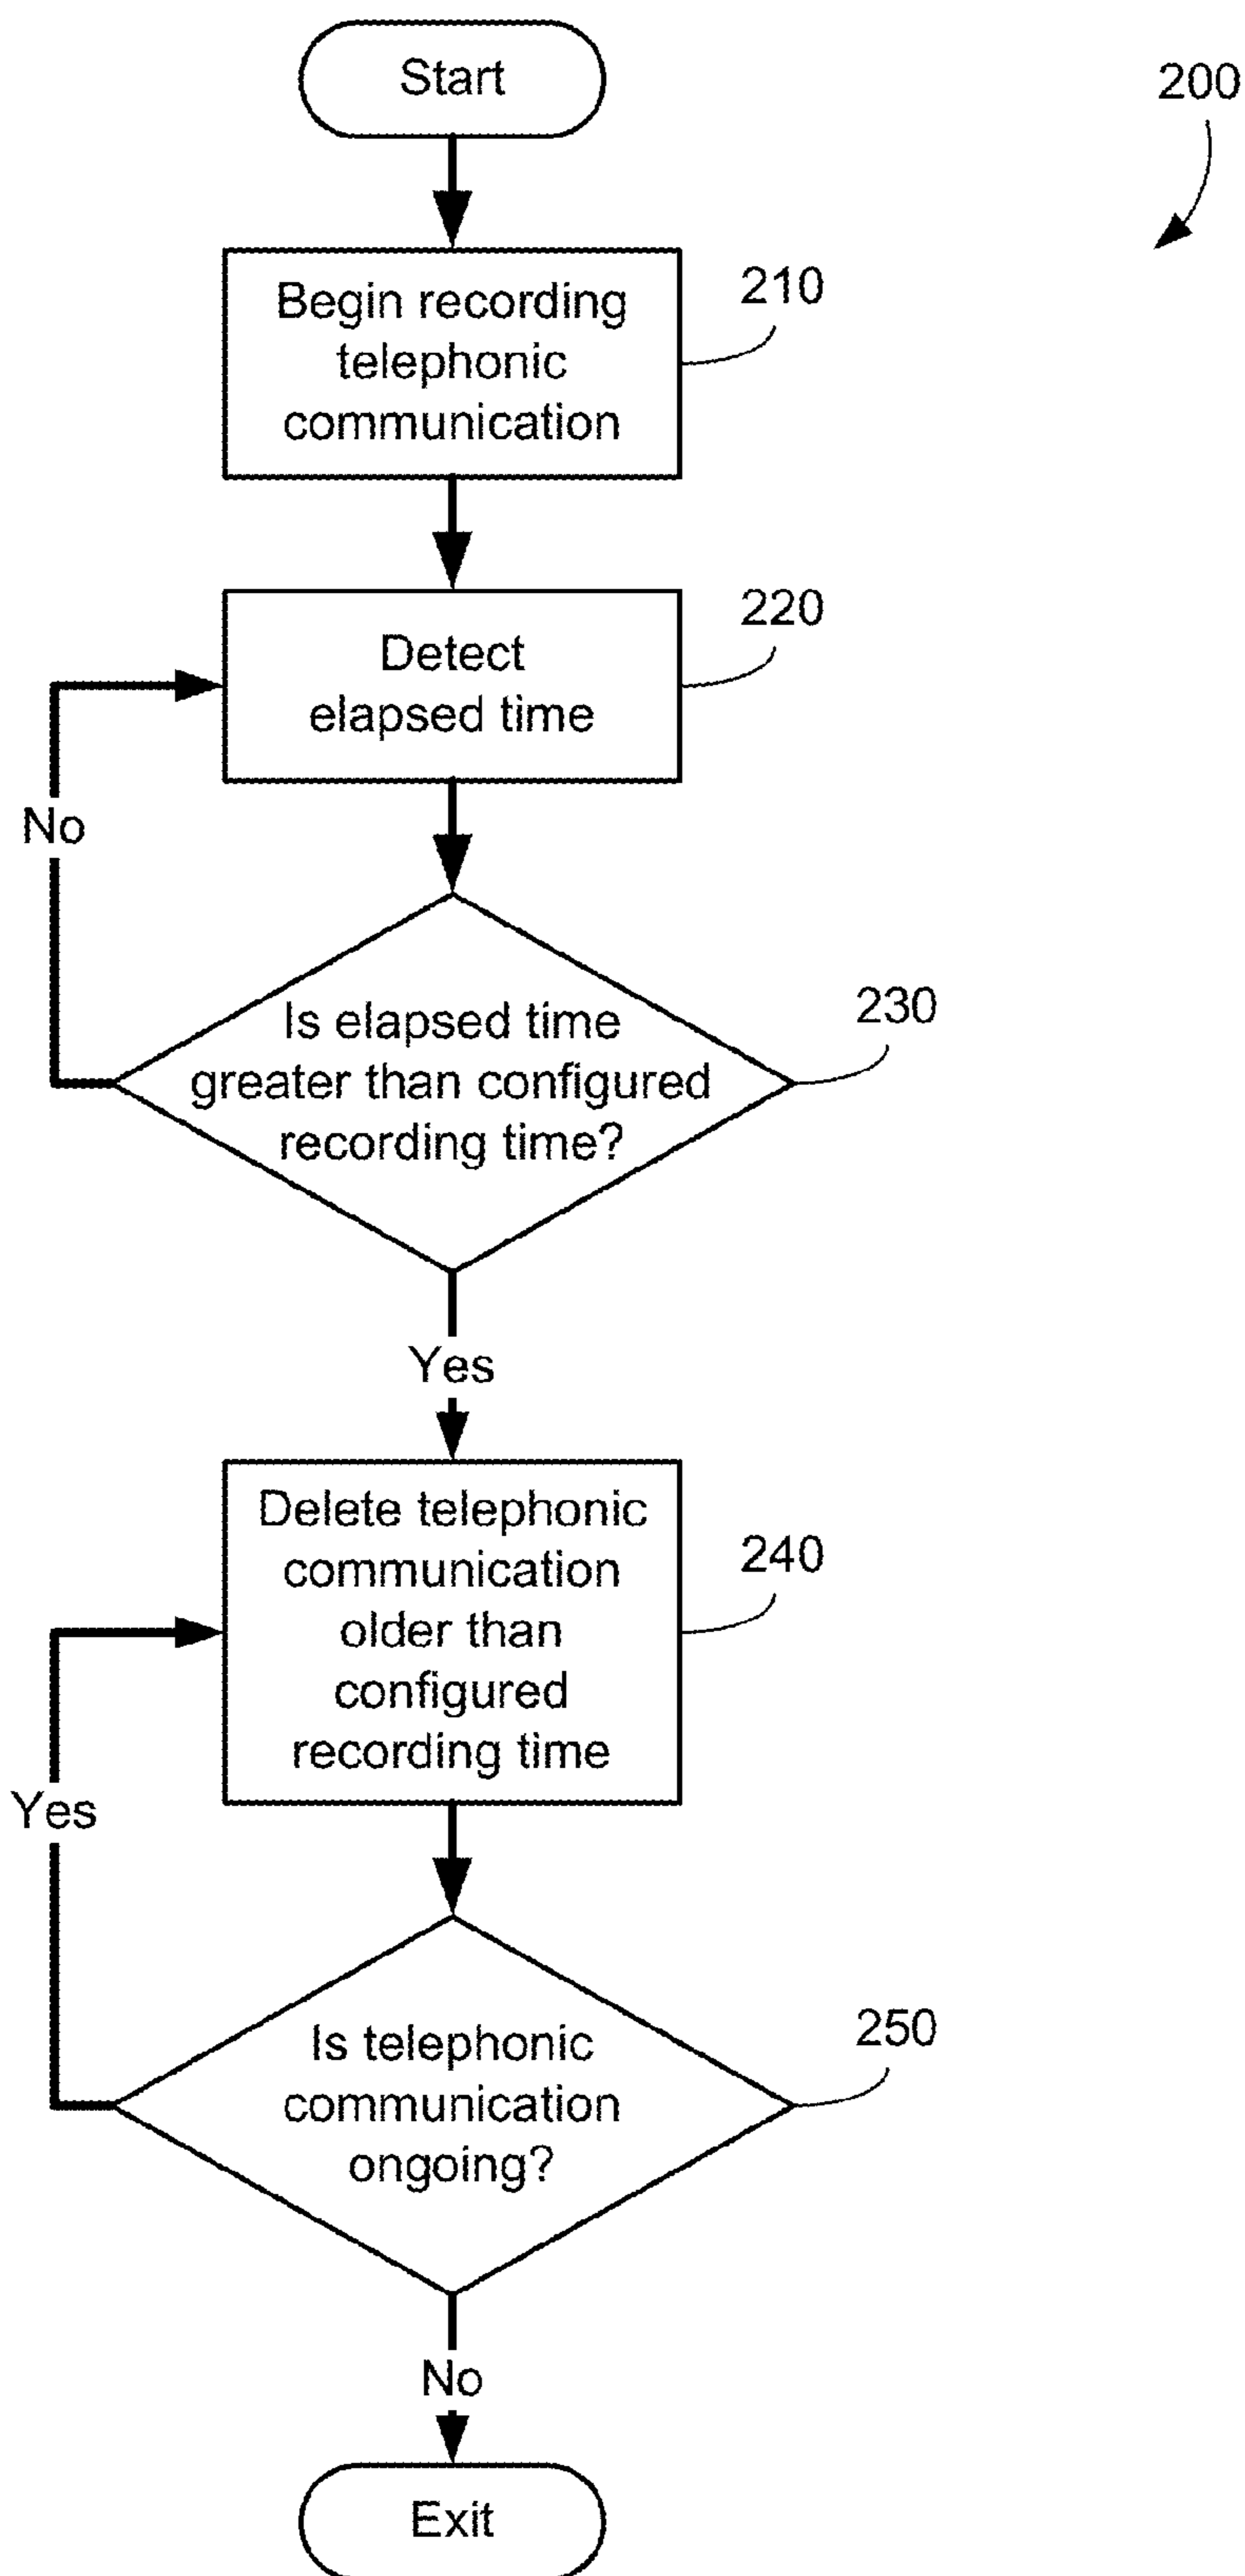 Start
200
Begin recording
telephonic
communication
210
Detect
elapsed time
220
No
Is elapsed time
greater than configured
recording time?
230
Yes
Delete telephonic
communication
older than
configured
recording time
240
Yes
Is telephonic
communication
ongoing?
250
No
Exit